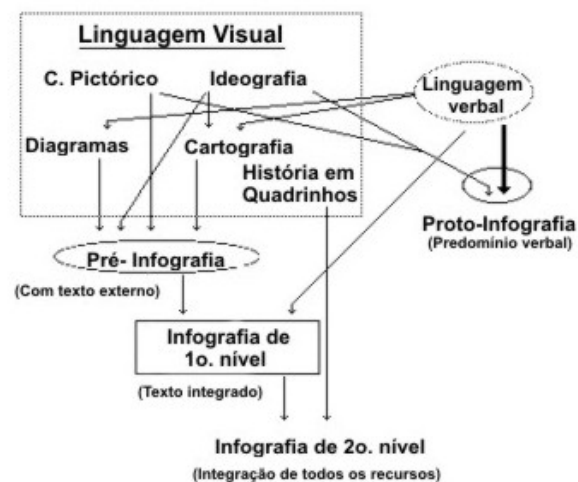 Linguagem Visual
C. Pictórico
Ideografia
Linguagem
verbal
Diagramas
Cartografia
História em
Quadrinhos
Proto-Infografia
(Predomínio verbal)
Pré- Infografia
(Com texto externo)
Infografia de
1o. nível
(Texto integrado)
Infografia de 2o. nível
(Integração de todos os recursos)